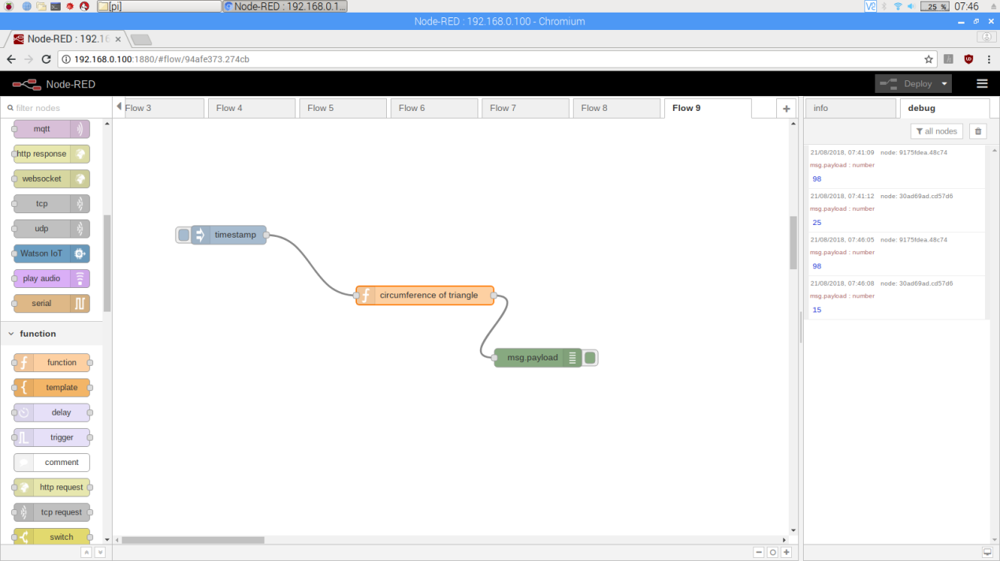 [pi]
Node-RED : 192.168.0.1...
25 %
07:46
Node-RED : 192.168.0.100 - Chromium
Node-RED : 192.168.0.1
192.168.0.100:1880/#flow/94afe373.274cb
Node-RED
Deploy
filter nodes
Flow 3
Flow 4
Flow 5
Flow 6
Flow 7
Flow 8
Flow 9
info
debug
all nodes
mqtt
http response
websocket
tcp
udp
Watson IoT
play audio
serial
function
function
template
delay
trigger
comment
http request
tcp request
switch
timestamp
circumference of triangle
msg.payload
21/08/2018, 07:41:09 node: 9175fdea.48c74
msg.payload : number
98
21/08/2018, 07:41:12 node: 30ad69ad.cd57d6
msg.payload : number
25
21/08/2018, 07:46:05 node: 9175fdea.48c74
msg.payload : number
98
21/08/2018, 07:46:08 node: 30ad69ad.cd57d6
msg.payload : number
15